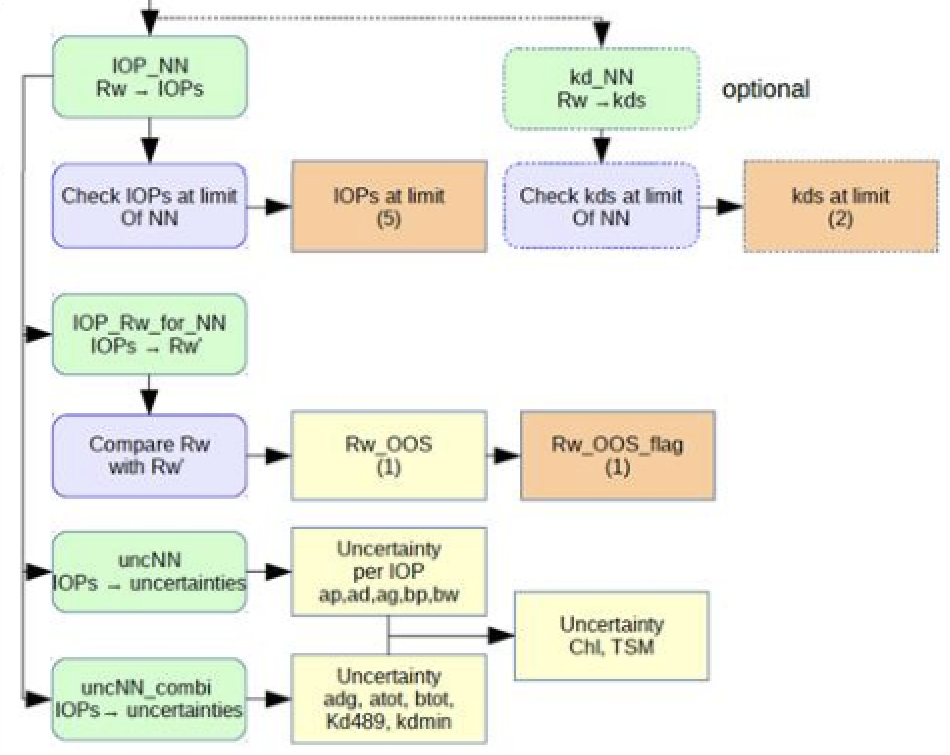 IOP_NN
Rw → IOPs
kd_NN
Rw →kds
optional
Check IOPs at limit
Of NN
IOPs at limit
(5)
Check kds at limit
Of NN
kds at limit
(2)
IOP_Rw_for_NN
IOPs → Rw'
Compare Rw
with Rw'
Rw_OOS
(1)
Rw_OOS_flag
(1)
uncNN
IOPs → uncertainties
Uncertainty
per IOP
ap,ad,ag,bp,bw
Uncertainty
Chl, TSM
uncNN_combi
IOPs→ uncertainties
Uncertainty
adg, atot, btot,
Kd489, kdmin